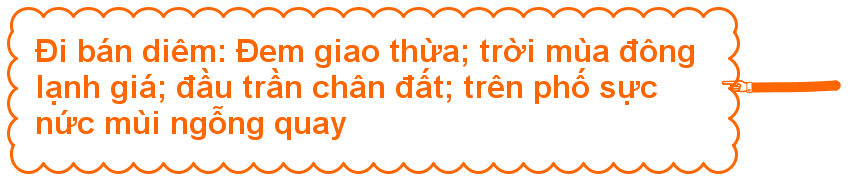 Đi bán diêm: Đem giao thừa; trời mùa đông
lạnh giá; đầu trần chân đất; trên phố sực
nức mùi ngỗng quay